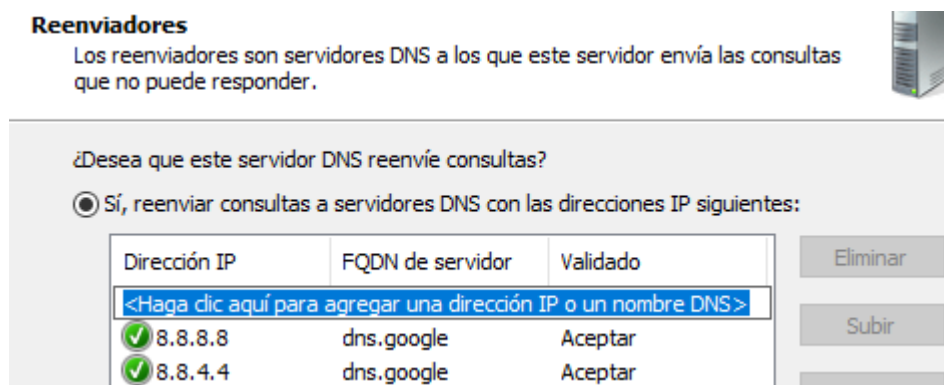 Reenviadores
Los reenviadores son servidores DNS a los que este servidor envía las consultas
que no puede responder.
¿Desea que este servidor DNS reenvíe consultas?
Sí, reenviar consultas a servidores DNS con las direcciones IP siguientes:
Dirección IP FQDN de servidor Validado
Eliminar
<Haga clic aquí para agregar una dirección IP o un nombre DNS>
Subir
8.8.8.8 dns.google Aceptar
8.8.4.4 dns.google Aceptar